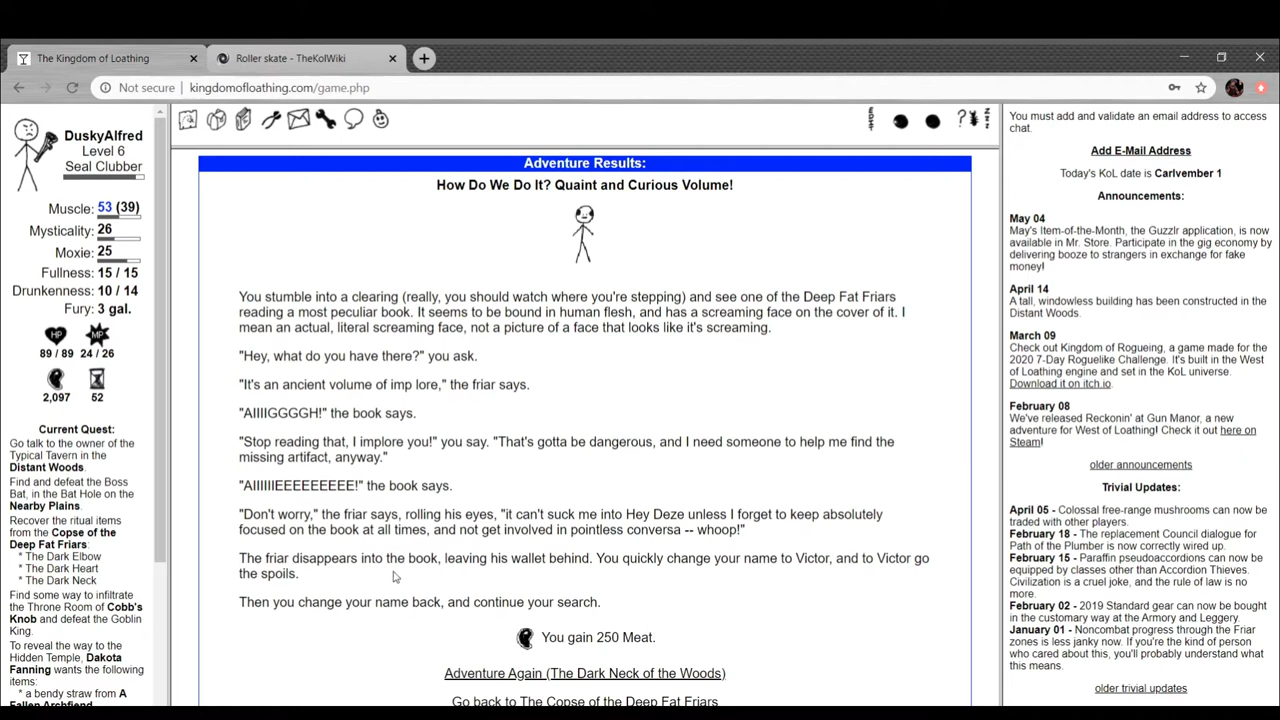 The Kingdom of Loathing
Roller skate - TheKolWiki
Not secure
kingdomofloathing.com/game.php
DuskyAlfred
Level 6
Seal Clubber
Muscle: 53 (39)
Mysticality: 26
Moxie: 25
Fullness: 15 / 15
Drunkenness: 10 / 14
Fury: 3 gal.
HP
MP
89 / 89
24 / 26
2,097
52
Current Quest:
Go talk to the owner of the
Typical Tavern in the
Distant Woods.
Find and defeat the Boss
Bat, in the Bat Hole on the
Nearby Plains.
Recover the ritual items
from the Copse of the
Deep Fat Friars:
* The Dark Elbow
* The Dark Heart
* The Dark Neck
Find some way to infiltrate
the Throne Room of Cobb's
Knob and defeat the Goblin
King.
To reveal the way to the
Hidden Temple, Dakota
Fanning wants the following
items:
* a bendy straw from A
Fallen Archfiend
Adventure Results:
How Do We Do It? Quaint and Curious Volume!
You stumble into a clearing (really, you should watch where you're stepping) and see one of the Deep Fat Friars
reading a most peculiar book. It seems to be bound in human flesh, and has a screaming face on the cover of it. I
mean an actual, literal screaming face, not a picture of a face that looks like it's screaming.
"Hey, what do you have there?" you ask.
"It's an ancient volume of imp lore," the friar says.
"AIIIIGGGGH!" the book says.
"Stop reading that, I implore you!" you say. "That's gotta be dangerous, and I need someone to help me find the
missing artifact, anyway."
"AIIIIIIEEEEEEEEE!" the book says.
"Don't worry," the friar says, rolling his eyes, "it can't suck me into Hey Deze unless I forget to keep absolutely
focused on the book at all times, and not get involved in pointless conversa -- whoop!"
The friar disappears into the book, leaving his wallet behind. You quickly change your name to Victor, and to Victor go
the spoils.
Then you change your name back, and continue your search.
You gain 250 Meat.
Adventure Again (The Dark Neck of the Woods)
Go back to The Copse of the Deep Fat Friars
You must add and validate an email address to access
chat.
Add E-Mail Address
Today's KoL date is Carlvember 1
Announcements:
May 04
May's Item-of-the-Month, the Guzzlr application, is now
available in Mr. Store. Participate in the gig economy by
delivering booze to strangers in exchange for fake
money!
April 14
A tall, windowless building has been constructed in the
Distant Woods.
March 09
Check out Kingdom of Rogueing, a game made for the
2020 7-Day Roguelike Challenge. It's built in the West
of Loathing engine and set in the KoL universe.
Download it on itch.io.
February 08
We've released Reckonin' at Gun Manor, a new
adventure for West of Loathing! Check it out here on
Steam!
older announcements
Trivial Updates:
April 05 - Colossal free-range mushrooms can now be
traded with other players.
February 18 - The replacement Council dialogue for
Path of the Plumber is now correctly wired up.
February 15 - Paraffin pseudoaccordions can now be
equipped by classes other than Accordion Thieves.
Civilization is a cruel joke, and the rule of law is no
more.
February 02 - 2019 Standard gear can now be bought
in the customary way at the Armory and Leggery.
January 01 - Noncombat progress through the Friar
zones is less janky now. If you're the kind of person
who cared about this, you'll probably understand what
this means.
older trivial updates